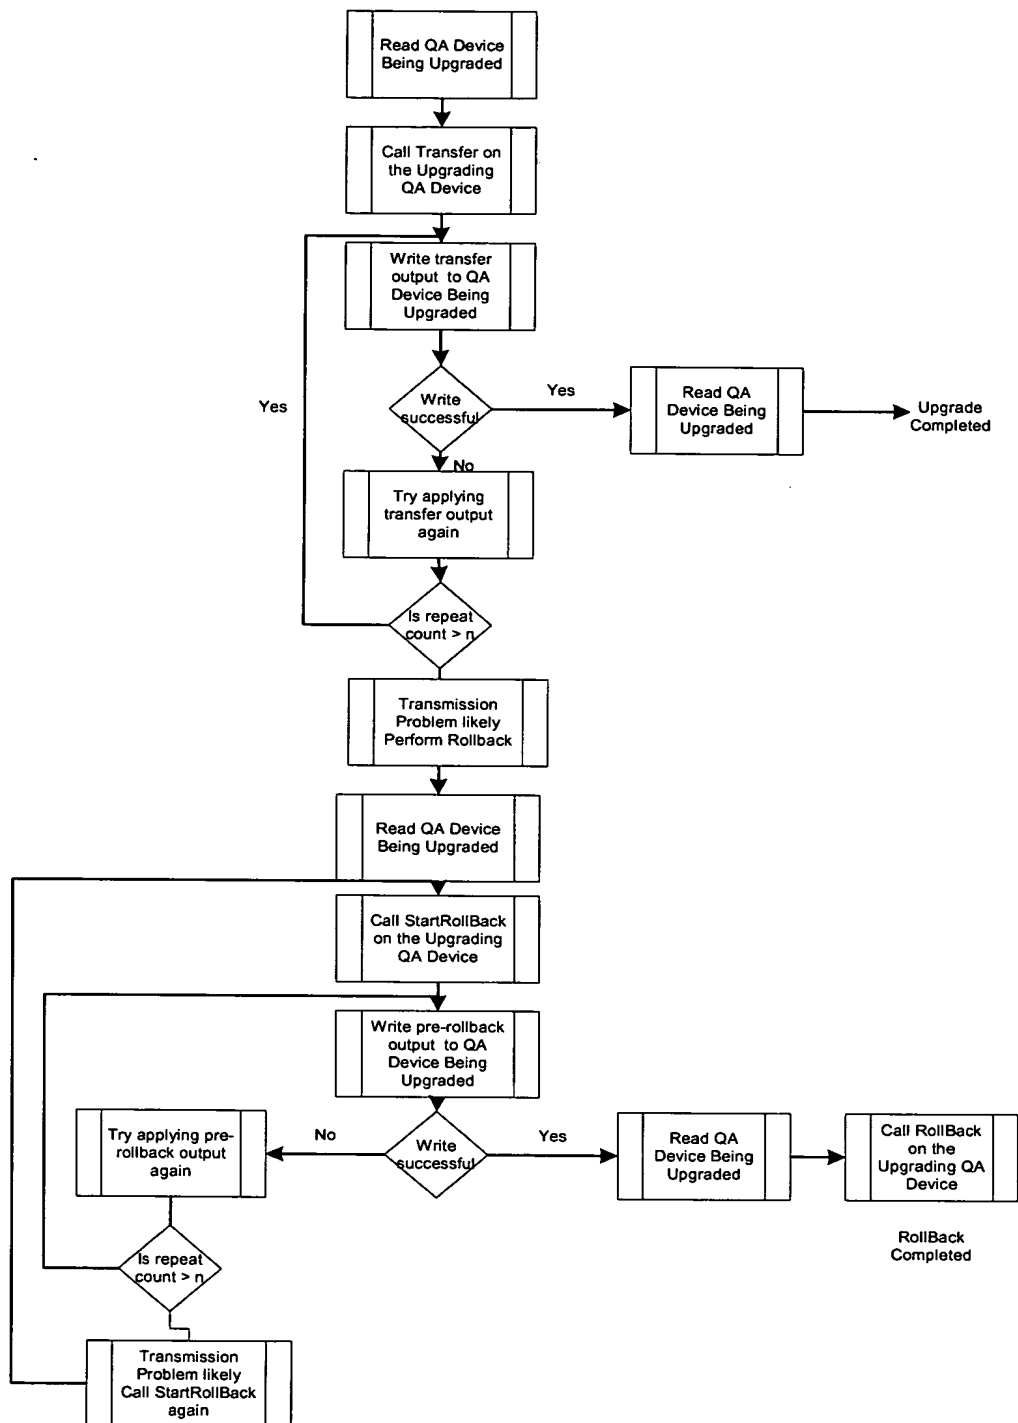 Read QA Device
Being Upgraded
Call Transfer on
the Upgrading
QA Device
Write transfer
output to QA
Device Being
Upgraded
Yes
Write
successful
Yes
Read QA
Device Being
Upgraded
Upgrade
Completed
No
Try applying
transfer output
again
Is repeat
count > n
Transmission
Problem likely
Perform Rollback
Read QA Device
Being Upgraded
Call StartRollBack
on the Upgrading
QA Device
Write pre-rollback
output to QA
Device Being
Upgraded
Try applying pre-
rollback output
again
No
Write
successful
Yes
Read QA
Device Being
Upgraded
Call RollBack
on the
Upgrading QA
Device
RollBack
Completed
Is repeat
count > n
Transmission
Problem likely
Call StartRollBack
again